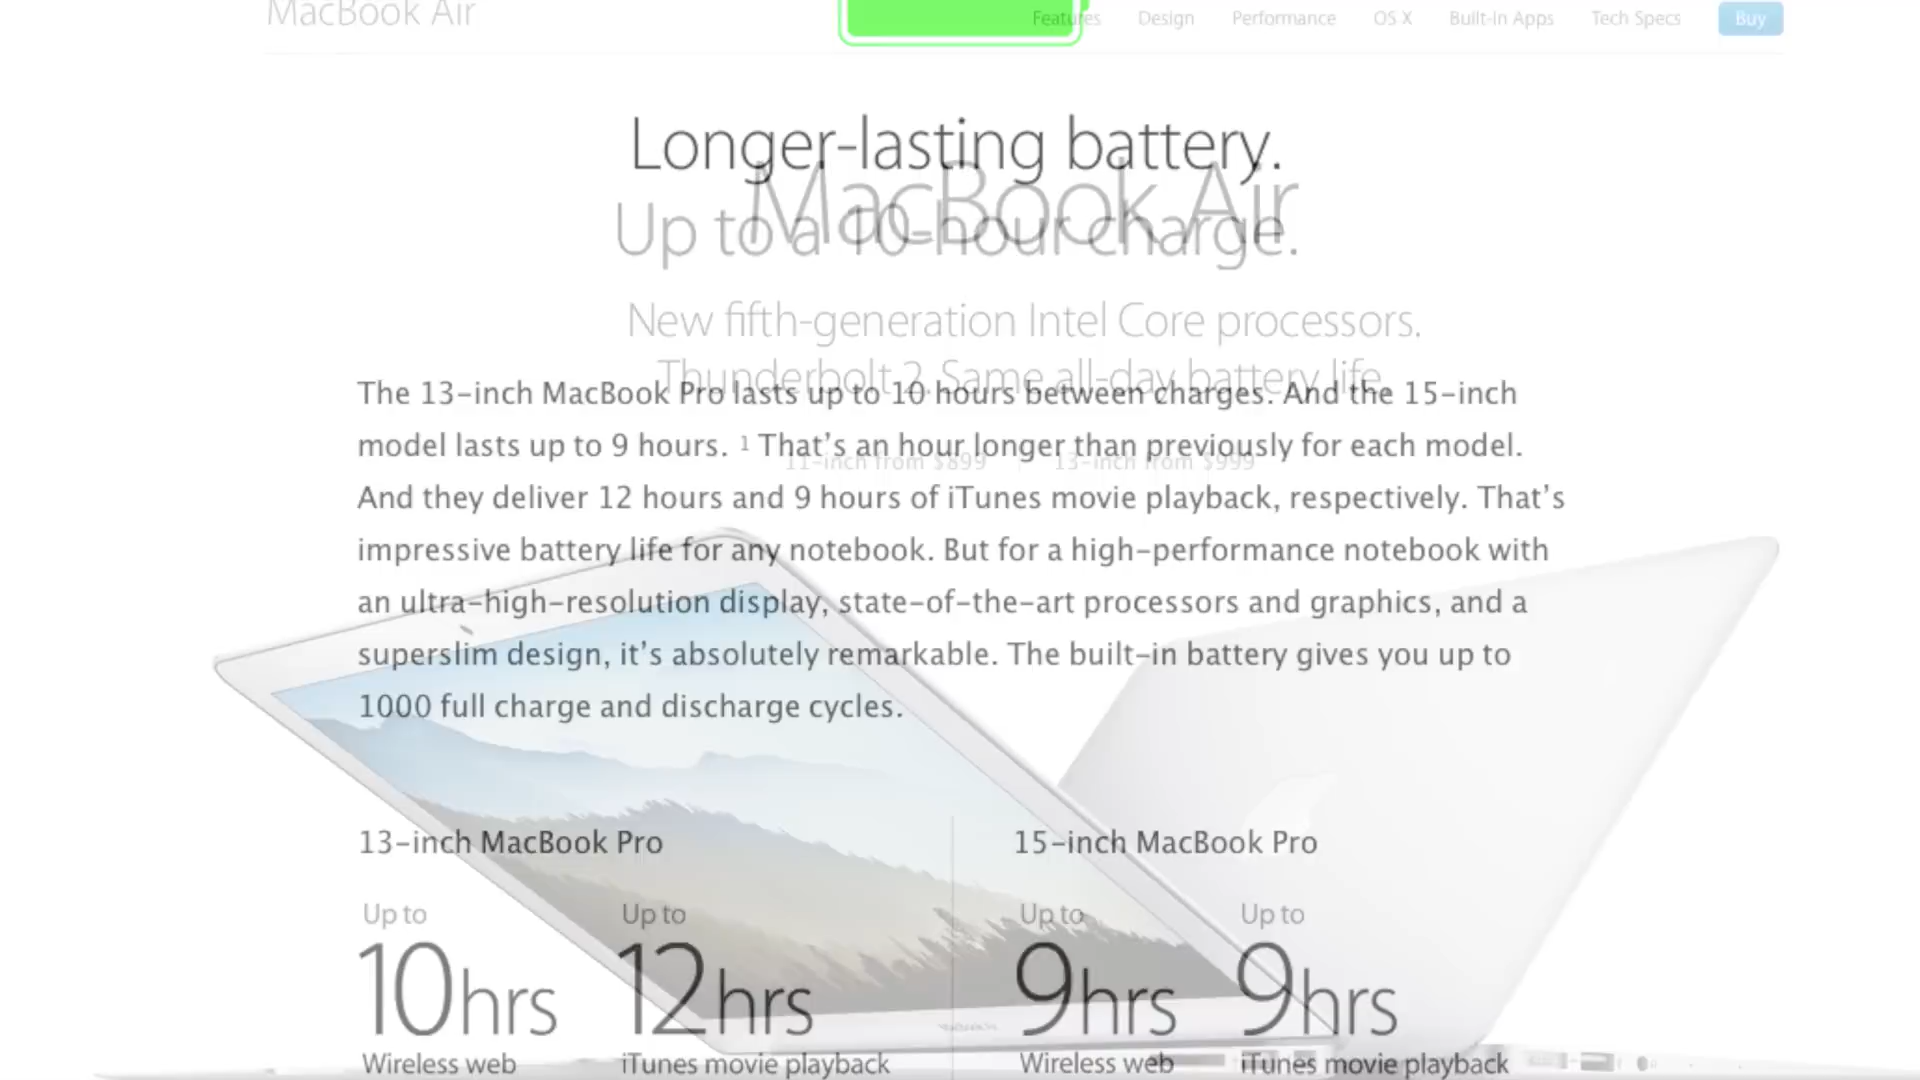 MacBook Air
Features Design Performance OS X Built-in Apps Tech Specs Buy
Longer-lasting battery.
MacBook Air
Up to a 10-hour charge.
New fifth-generation Intel Core processors.
Thunderbolt 2. Same all-day battery life.
The 13-inch MacBook Pro lasts up to 10 hours between charges. And the 15-inch
model lasts up to 9 hours. 1 That's an hour longer than previously for each model.
11-inch from $899 13-inch from $999
And they deliver 12 hours and 9 hours of iTunes movie playback, respectively. That's
impressive battery life for any notebook. But for a high-performance notebook with
an ultra-high-resolution display, state-of-the-art processors and graphics, and a
superslim design, it's absolutely remarkable. The built-in battery gives you up to
1000 full charge and discharge cycles.
13-inch MacBook Pro
Up to Up to
10hrs 12hrs
Wireless web iTunes movie playback
15-inch MacBook Pro
Up to Up to
9hrs 9hrs
Wireless web iTunes movie playback
MacBook Air